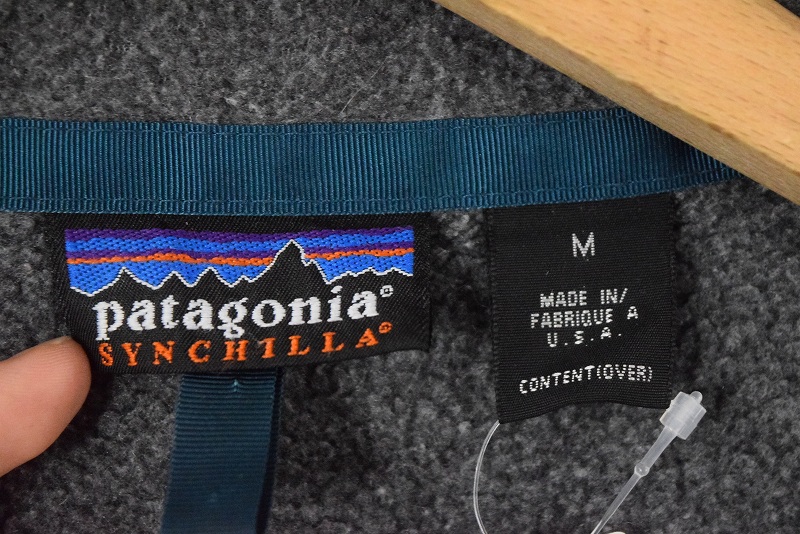 patagonia®
SYNCHILLA®
M
MADE IN/
FABRIQUE A
U.S.A.
CONTENT(OVER)